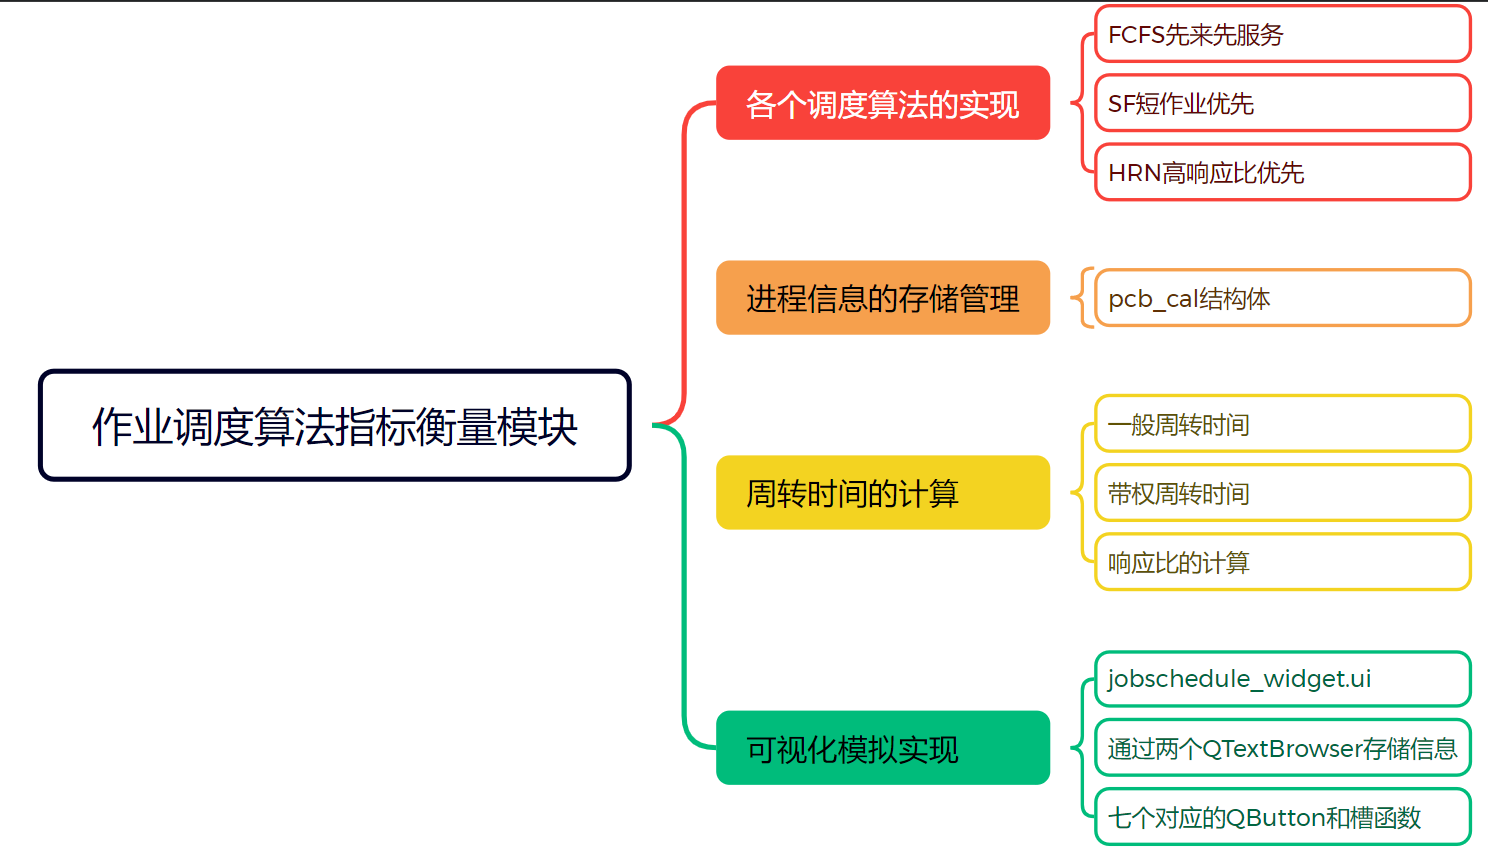 作业调度算法指标衡量模块
各个调度算法的实现
FCFS先来先服务
SF短作业优先
HRN高响应比优先
进程信息的存储管理
pcb_cal结构体
周转时间的计算
一般周转时间
带权周转时间
响应比的计算
可视化模拟实现
jobschedule_widget.ui
通过两个QTextBrowser存储信息
七个对应的QButton和槽函数